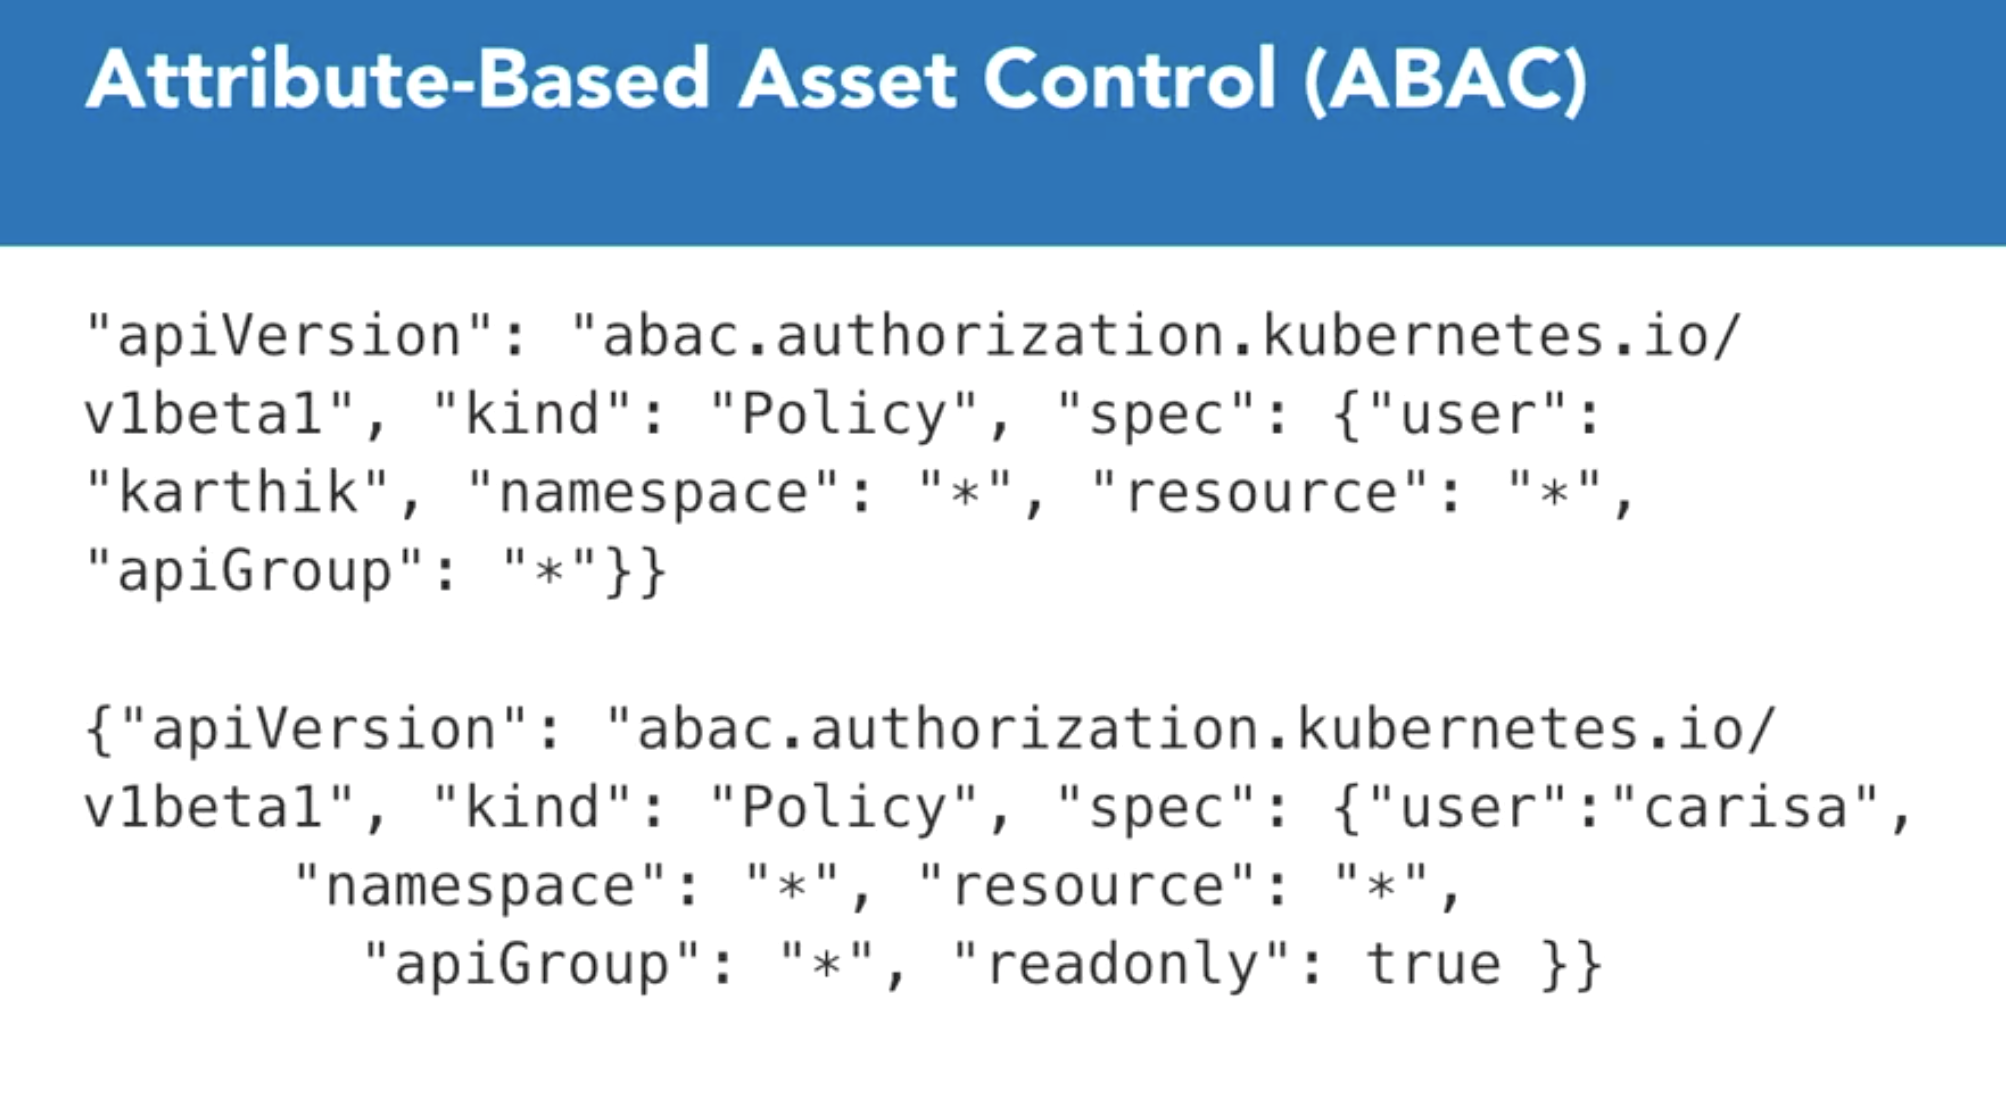 Attribute-Based Asset Control (ABAC)
"apiVersion": "abac.authorization.kubernetes.io/
v1beta1", "kind": "Policy", "spec": {"user":
"karthik", "namespace": "*", "resource": "*",
"apiGroup": "*"}}
{"apiVersion": "abac.authorization.kubernetes.io/
v1beta1", "kind": "Policy", "spec": {"user":"carisa",
"namespace": "*", "resource": "*",
"apiGroup": "*", "readonly": true }}